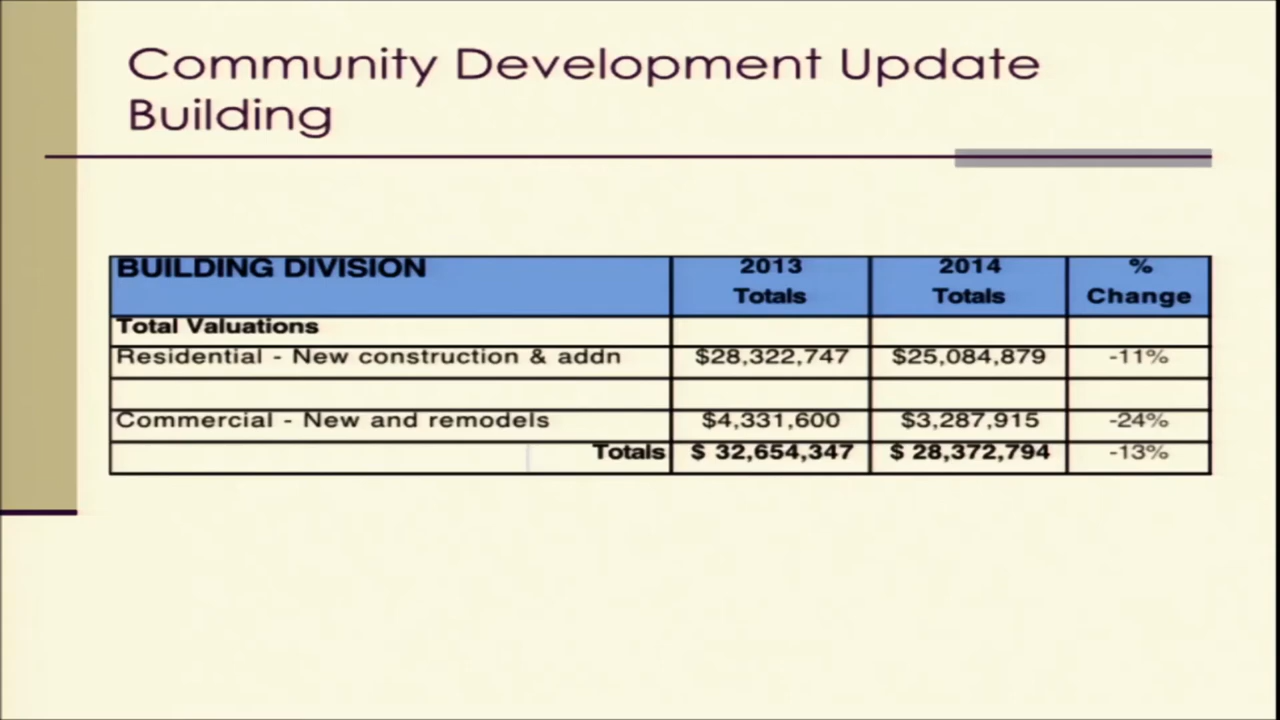 Community Development Update
Building
BUILDING DIVISION 2013 Totals 2014 Totals % Change
Total Valuations
Residential - New construction & addn $28,322,747 $25,084,879 -11%
Commercial - New and remodels $4,331,600 $3,287,915 -24%
Totals $ 32,654,347 $ 28,372,794 -13%